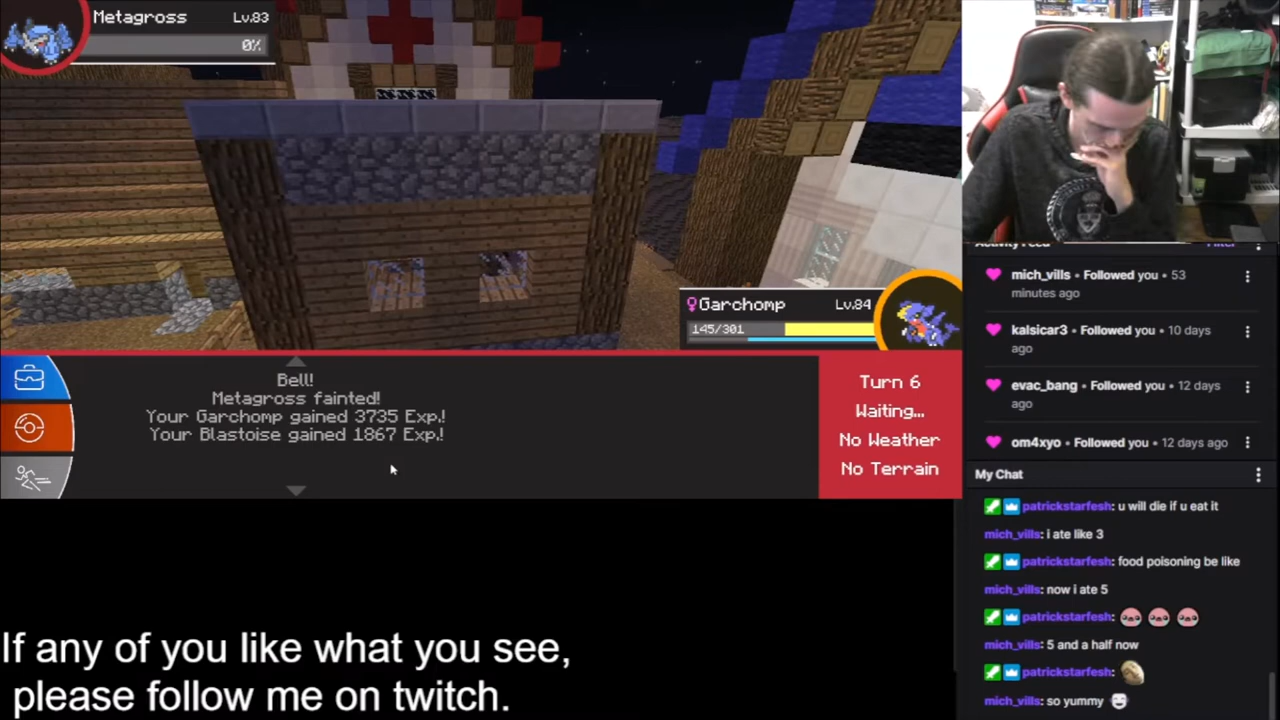 Metagross Lv.83
0%
♀Garchomp Lv.84
145/301
Bell!
Metagross fainted!
Your Garchomp gained 3735 Exp.!
Your Blastoise gained 1867 Exp.!
Turn 6
Waiting...
No Weather
No Terrain
If any of you like what you see,
please follow me on twitch.
Activity Feed Filter
mich_vills • Followed you • 53
minutes ago
kalsicar3 • Followed you • 10 days
ago
evac_bang • Followed you • 12 days
ago
om4xyo • Followed you • 12 days ago
My Chat
patrickstarfesh: u will die if u eat it
mich_vills: i ate like 3
patrickstarfesh: food poisoning be like
mich_vills: now i ate 5
patrickstarfesh:
mich_vills: 5 and a half now
patrickstarfesh:
mich_vills: so yummy